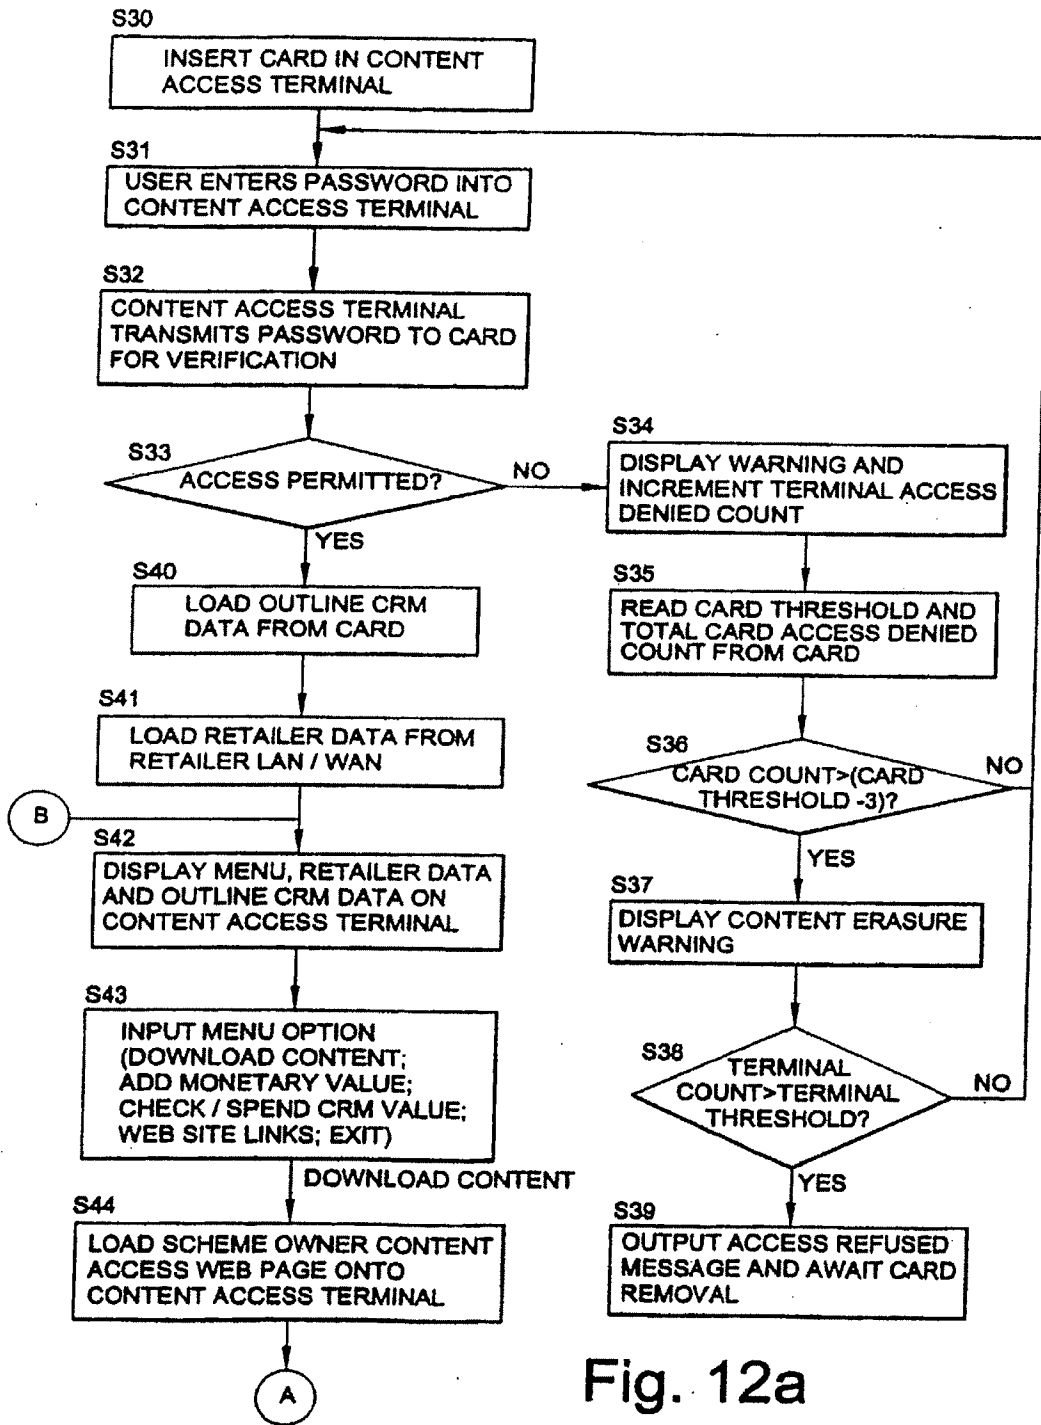 S30
INSERT CARD IN CONTENT
ACCESS TERMINAL
S31
USER ENTERS PASSWORD INTO
CONTENT ACCESS TERMINAL
S32
CONTENT ACCESS TERMINAL
TRANSMITS PASSWORD TO CARD
FOR VERIFICATION
S33
ACCESS PERMITTED?
NO
YES
S34
DISPLAY WARNING AND
INCREMENT TERMINAL ACCESS
DENIED COUNT
S35
READ CARD THRESHOLD AND
TOTAL CARD ACCESS DENIED
COUNT FROM CARD
S36
CARD COUNT>(CARD
THRESHOLD -3)?
NO
YES
S37
DISPLAY CONTENT ERASURE
WARNING
S38
TERMINAL
COUNT>TERMINAL
THRESHOLD?
NO
YES
S39
OUTPUT ACCESS REFUSED
MESSAGE AND AWAIT CARD
REMOVAL
S40
LOAD OUTLINE CRM
DATA FROM CARD
S41
LOAD RETAILER DATA FROM
RETAILER LAN / WAN
B
S42
DISPLAY MENU, RETAILER DATA
AND OUTLINE CRM DATA ON
CONTENT ACCESS TERMINAL
S43
INPUT MENU OPTION
(DOWNLOAD CONTENT;
ADD MONETARY VALUE;
CHECK / SPEND CRM VALUE;
WEB SITE LINKS; EXIT)
DOWNLOAD CONTENT
S44
LOAD SCHEME OWNER CONTENT
ACCESS WEB PAGE ONTO
CONTENT ACCESS TERMINAL
A
Fig. 12a